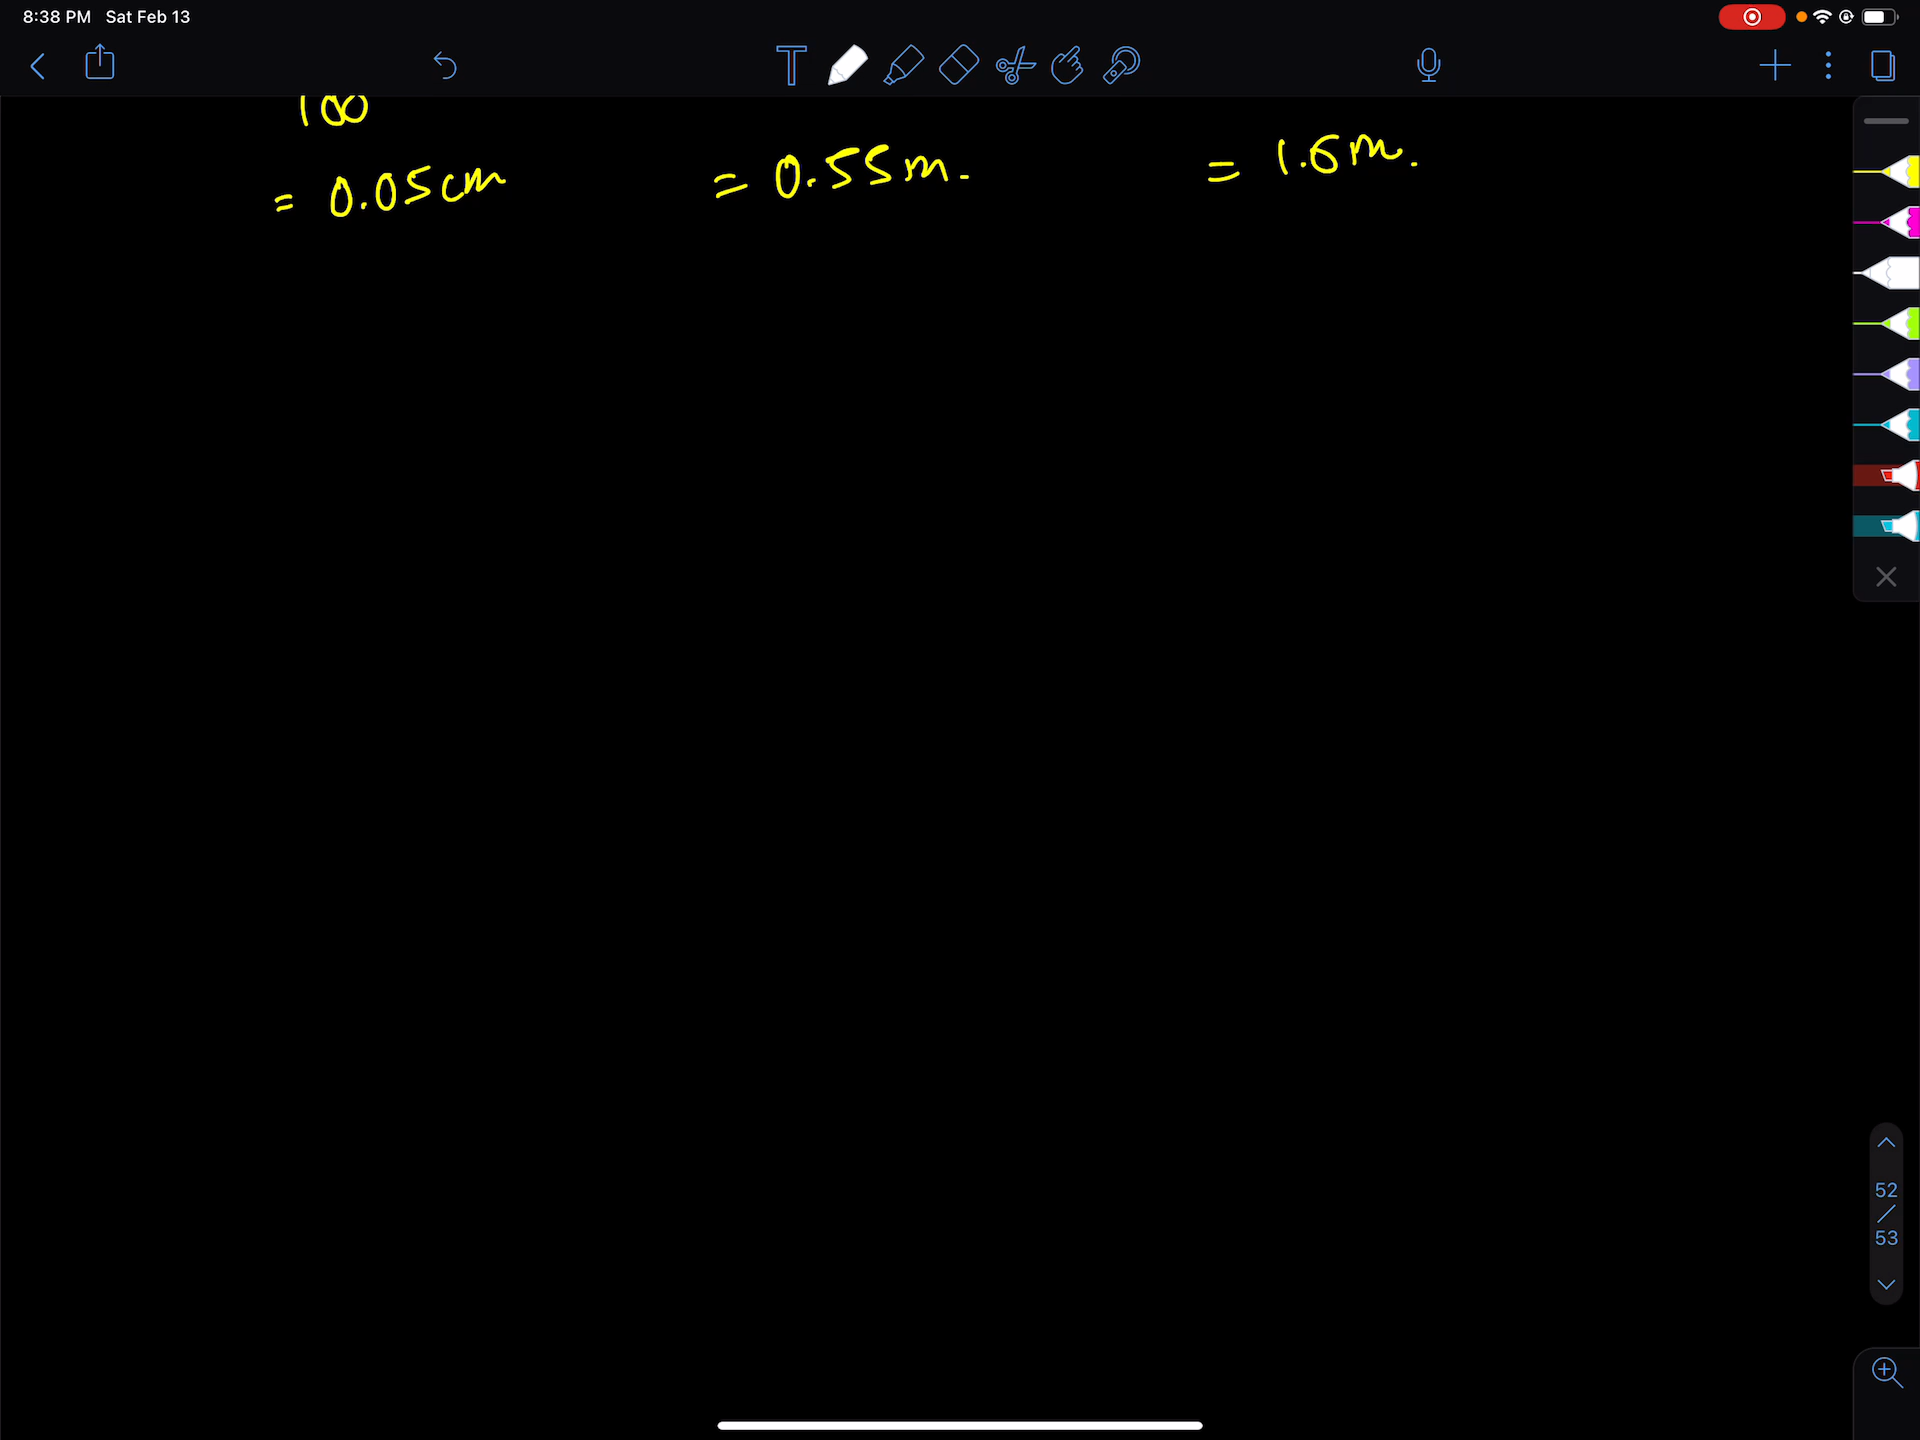 8:38 PM Sat Feb 13
100
= 0.05cm = 0.55m. = 1.6m.
52
/
53